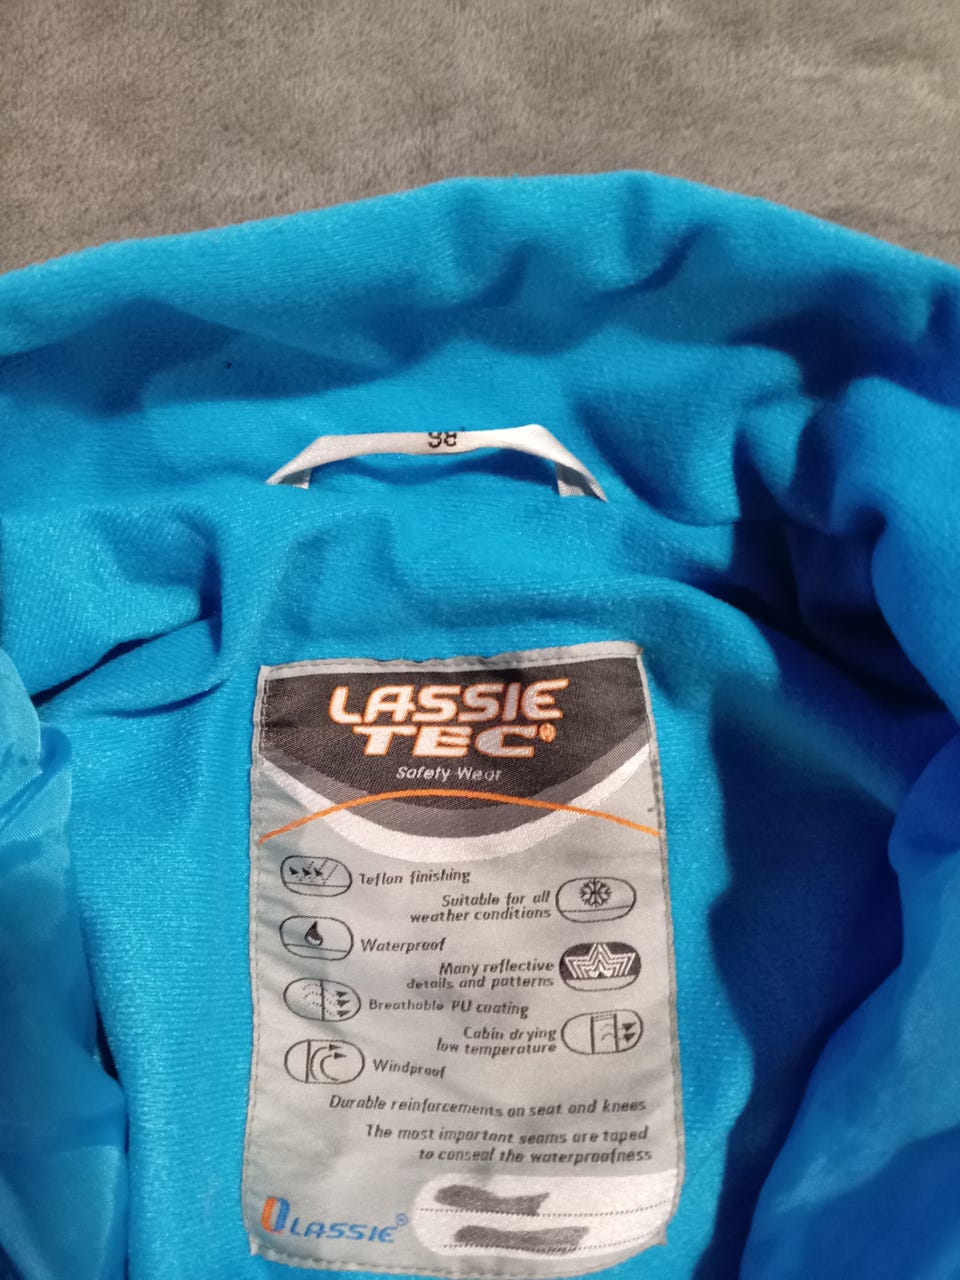 98
LASSIE
TEC®
Safety Wear
Teflon finishing
Suitable for all
weather conditions
Waterproof
Many reflective
details and patterns
Breathable PU coating
Cabin drying
low temperature
Windproof
Durable reinforcements on seat and knees
The most important seams are taped
to conseal the waterproofness
LASSIE®